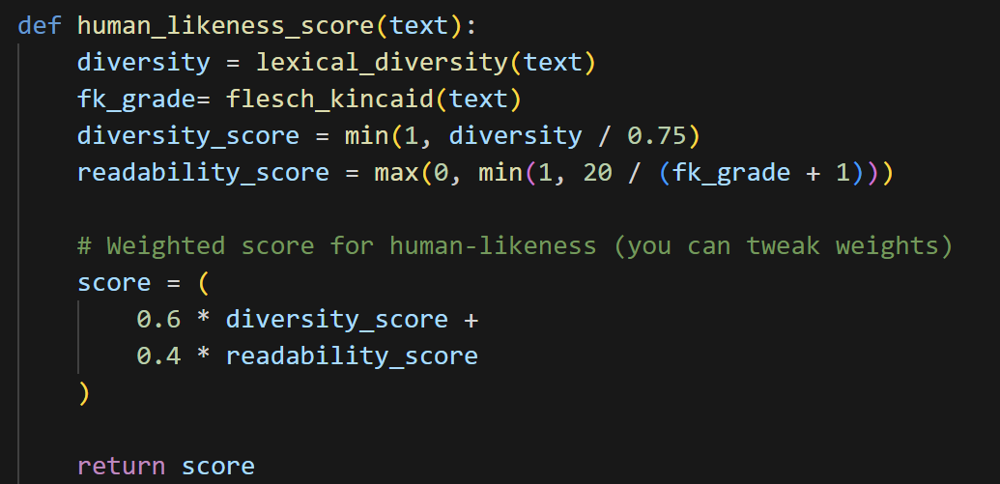 def human_likeness_score(text):
    diversity = lexical_diversity(text)
    fk_grade= flesch_kincaid(text)
    diversity_score = min(1, diversity / 0.75)
    readability_score = max(0, min(1, 20 / (fk_grade + 1)))

    # Weighted score for human-likeness (you can tweak weights)
    score = (
        0.6 * diversity_score +
        0.4 * readability_score
    )

    return score